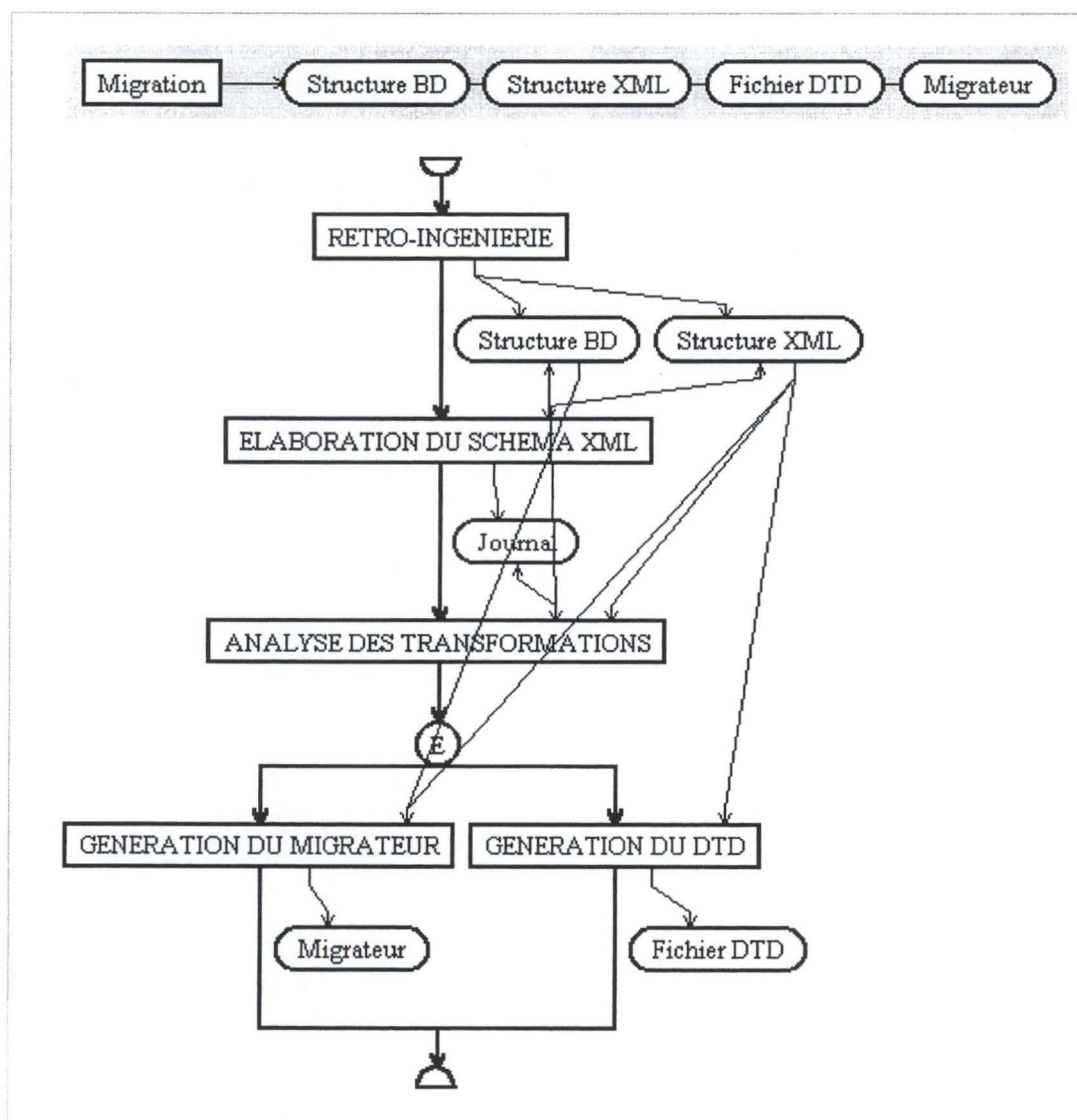 Migration Structure BD Structure XML Fichier DTD Migrateur
RETRO-INGENIERIE
Structure BD Structure XML
ELABORATION DU SCHEMA XML
Journal
ANALYSE DES TRANSFORMATIONS
E
GENERATION DU MIGRATEUR GENERATION DU DTD
Migrateur Fichier DTD